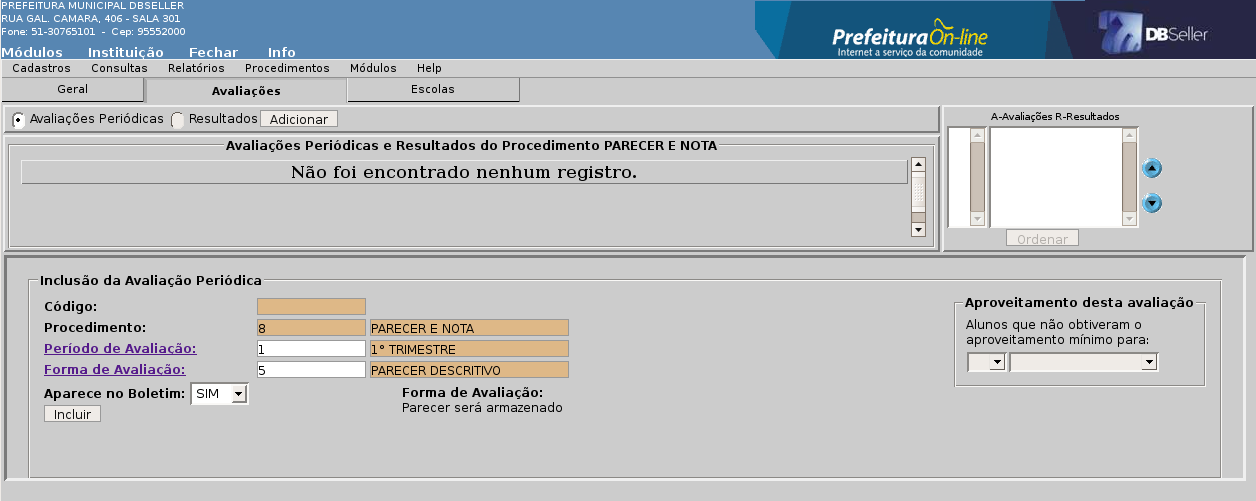 PREFEITURA MUNICIPAL DBSELLER
RUA GAL. CAMARA, 406 - SALA 301
Fone: 51-30765101 - Cep: 95552000
Prefeitura On-line
Internet a serviço da comunidade
DBSeller
Módulos Instituição Fechar Info
Cadastros Consultas Relatórios Procedimentos Módulos Help
Geral Avaliações Escolas
Avaliações Periódicas Resultados Adicionar
A-Avaliações R-Resultados
Avaliações Periódicas e Resultados do Procedimento PARECER E NOTA
Não foi encontrado nenhum registro.
Ordenar
Inclusão da Avaliação Periódica
Código:
Procedimento: 8 PARECER E NOTA
Período de Avaliação: 1 1° TRIMESTRE
Forma de Avaliação: 5 PARECER DESCRITIVO
Aparece no Boletim: SIM
Forma de Avaliação:
Parecer será armazenado
Incluir
Aproveitamento desta avaliação
Alunos que não obtiveram o
aproveitamento mínimo para: